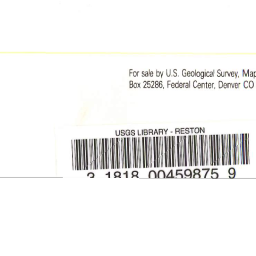 For sale by U.S. Geological Survey, Map
Box 25286, Federal Center, Denver CO
USGS LIBRARY - RESTON
3 1818 00459875 9